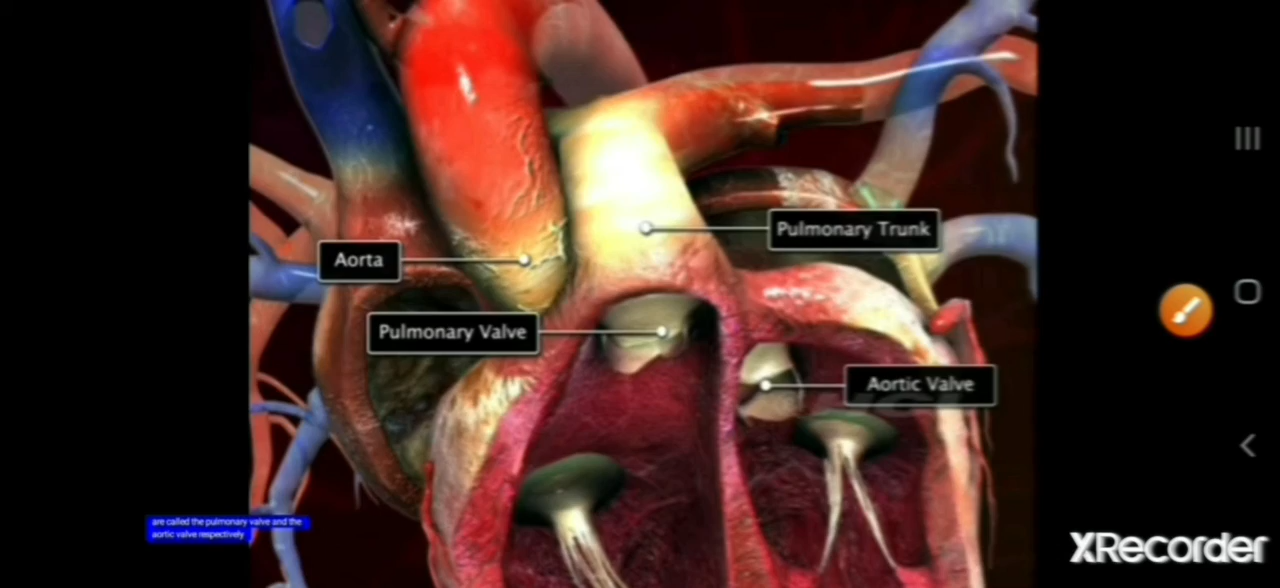 Pulmonary Trunk
Aorta
Pulmonary Valve
Aortic Valve
are called the pulmonary valve and the
aortic valve respectively
XRecorder